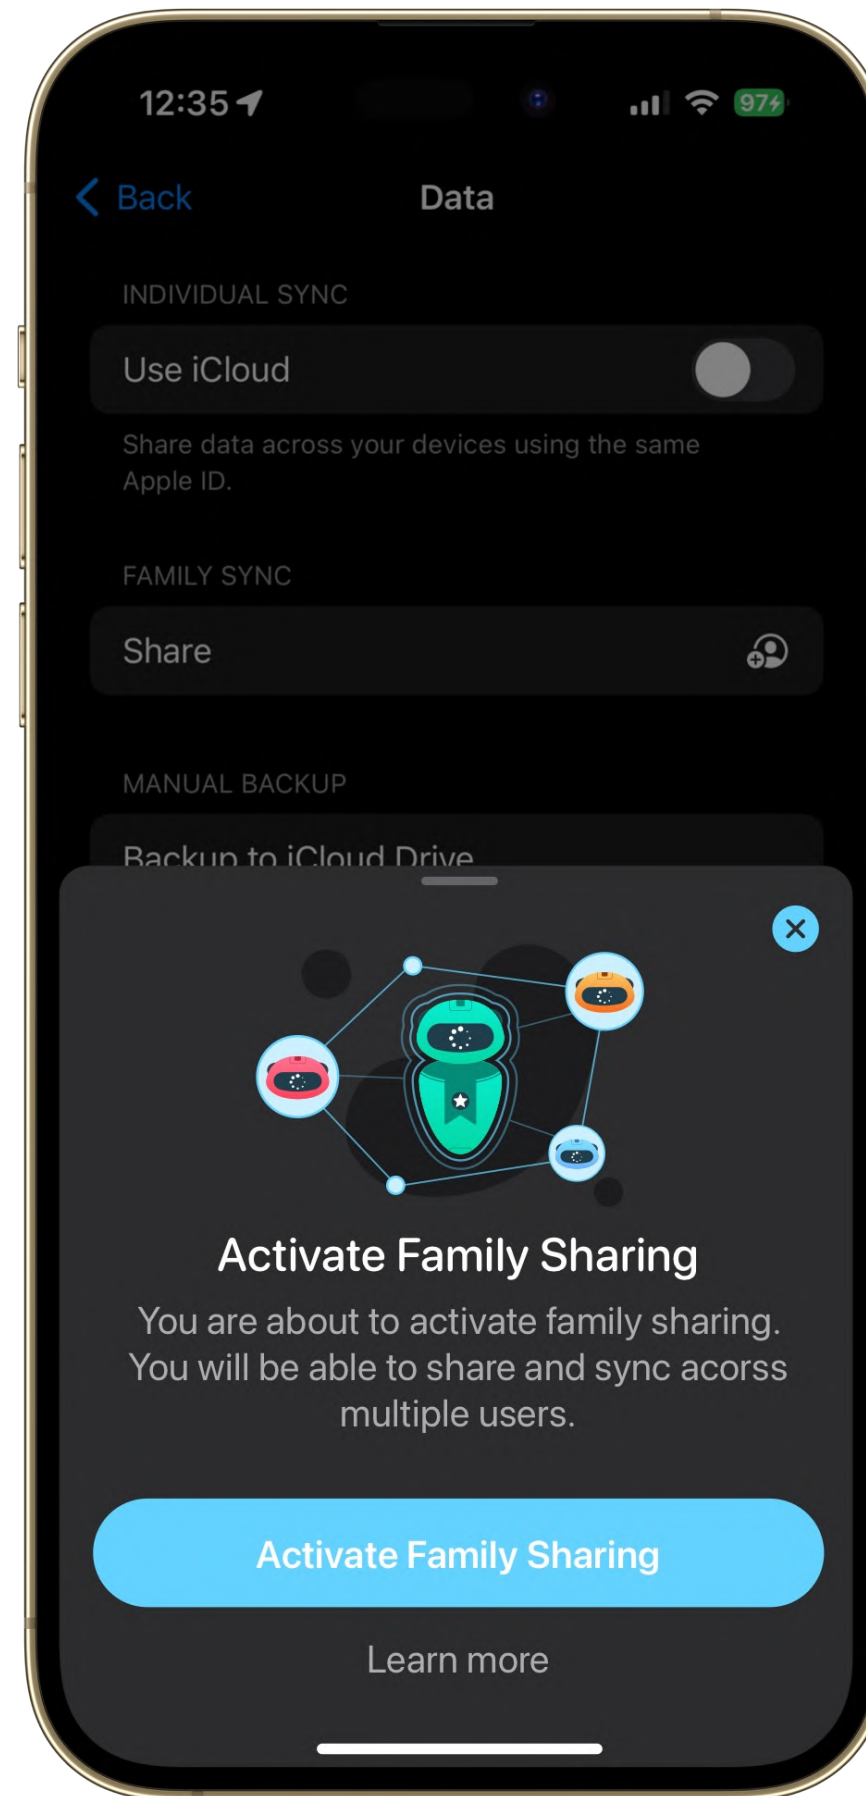 12:35
97
Back
Data
INDIVIDUAL SYNC
Use iCloud
Share data across your devices using the same
Apple ID.
FAMILY SYNC
Share
MANUAL BACKUP
Backup to iCloud Drive
Activate Family Sharing
You are about to activate family sharing.
You will be able to share and sync acorss
multiple users.
Activate Family Sharing
Learn more